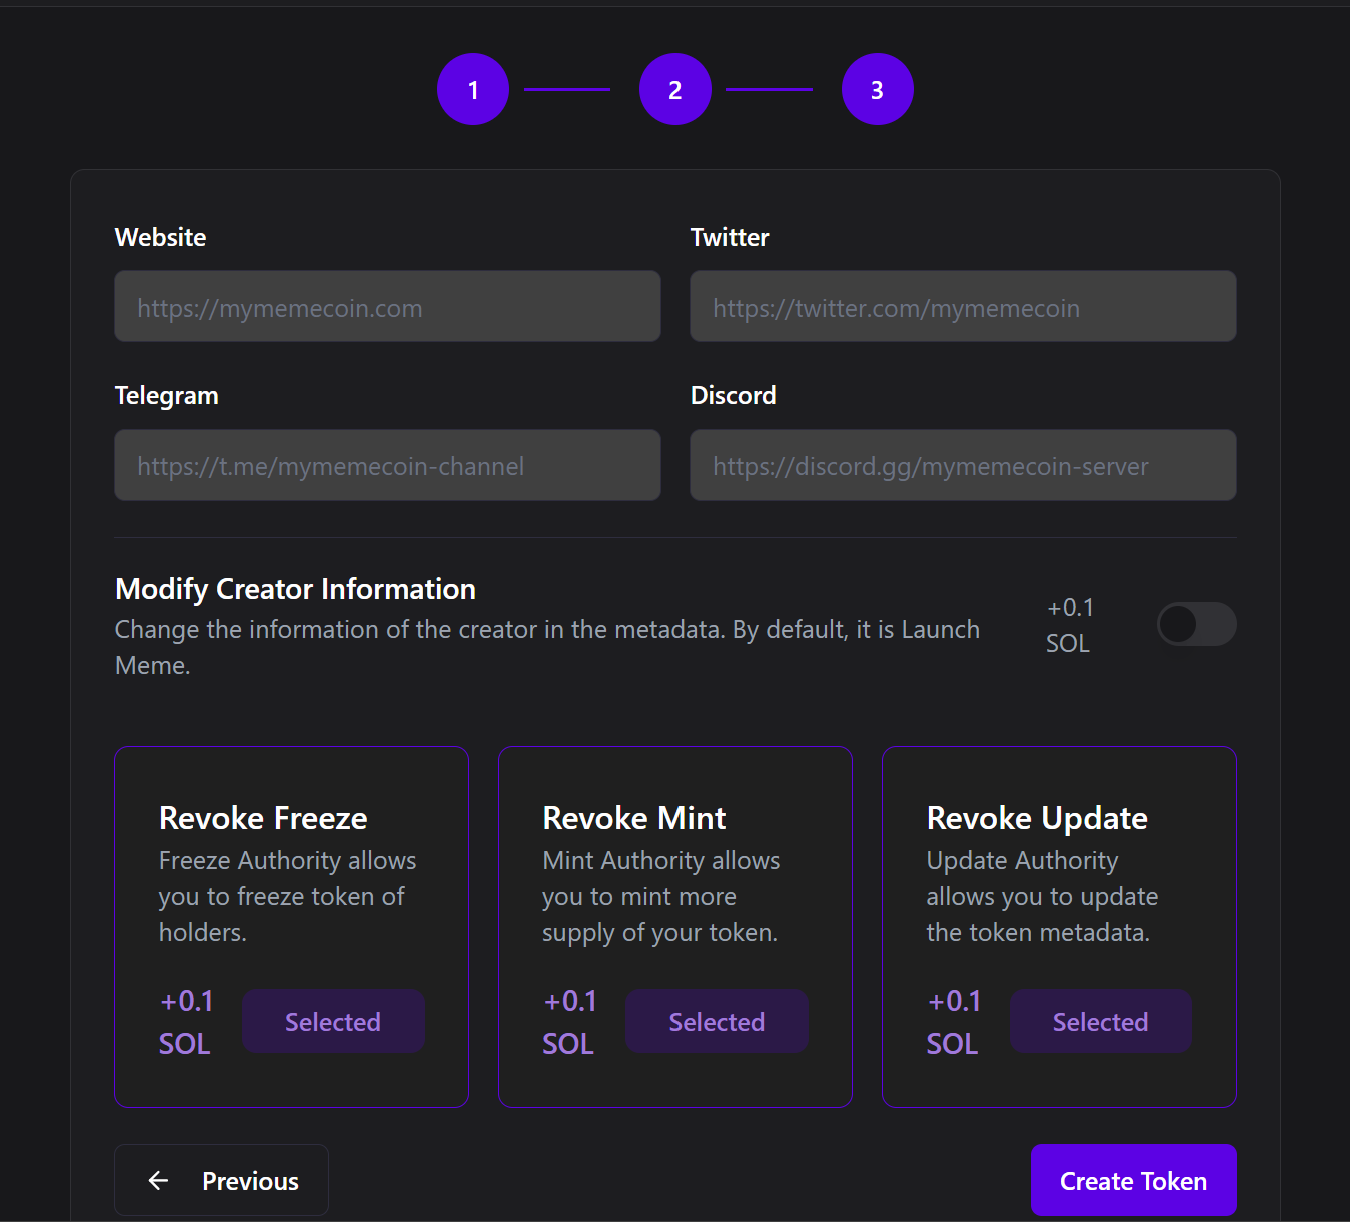 1
2
3
Website
Twitter
https://mymemecoin.com
https://twitter.com/mymemecoin
Telegram
Discord
https://t.me/mymemecoin-channel
https://discord.gg/mymemecoin-server
Modify Creator Information
Change the information of the creator in the metadata. By default, it is Launch
Meme.
+0.1
SOL
Revoke Freeze
Freeze Authority allows
you to freeze token of
holders.
+0.1
SOL
Selected
Revoke Mint
Mint Authority allows
you to mint more
supply of your token.
+0.1
SOL
Selected
Revoke Update
Update Authority
allows you to update
the token metadata.
+0.1
SOL
Selected
Previous
Create Token